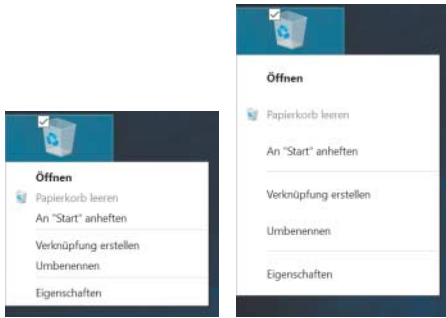 Öffnen
Papierkorb leeren
An "Start" anheften
Verknüpfung erstellen
Umbenennen
Eigenschaften
Öffnen
Papierkorb leeren
An "Start" anheften
Verknüpfung erstellen
Umbenennen
Eigenschaften